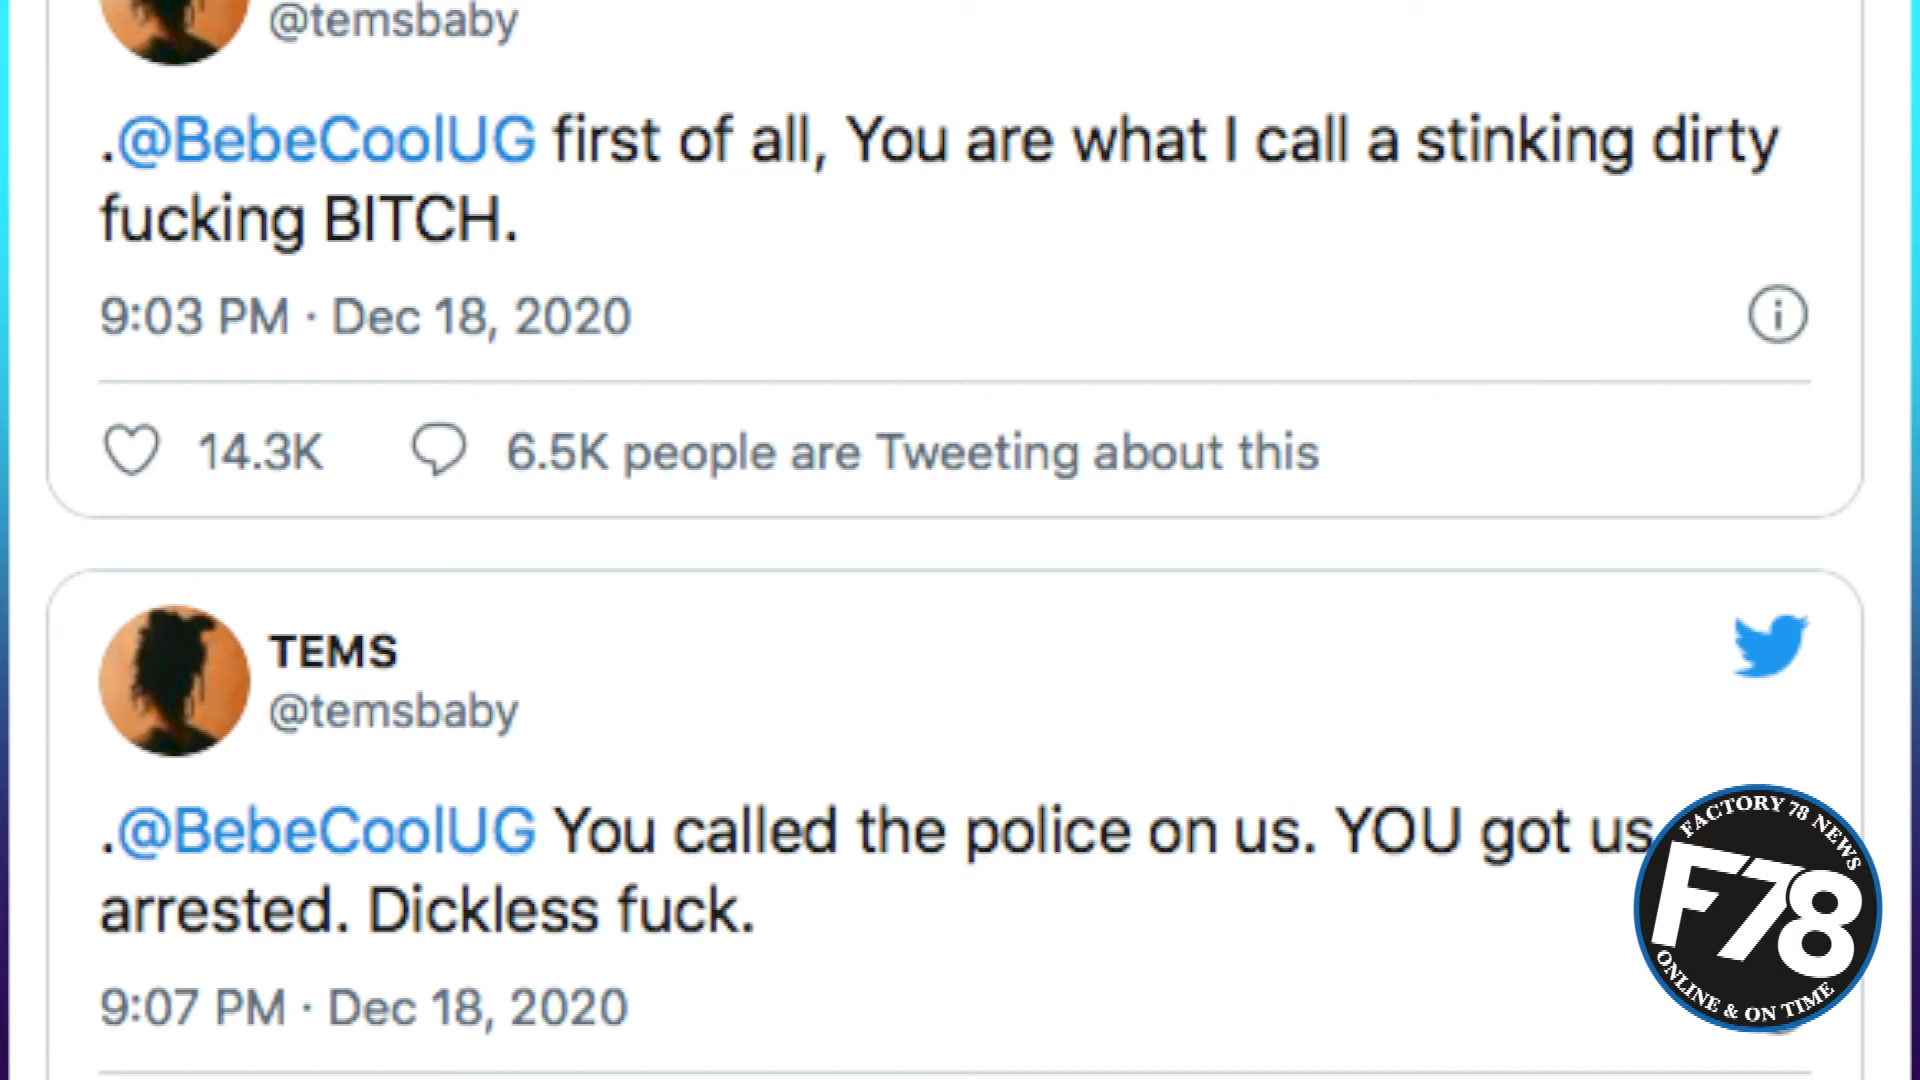 @temsbaby
.@BebeCoolUG first of all, You are what I call a stinking dirty
fucking BITCH.
9:03 PM · Dec 18, 2020
14.3K 6.5K people are Tweeting about this
TEMS
@temsbaby
.@BebeCoolUG You called the police on us. YOU got us
arrested. Dickless fuck.
9:07 PM · Dec 18, 2020
FACTORY 78 NEWS
F78
ONLINE & ON TIME